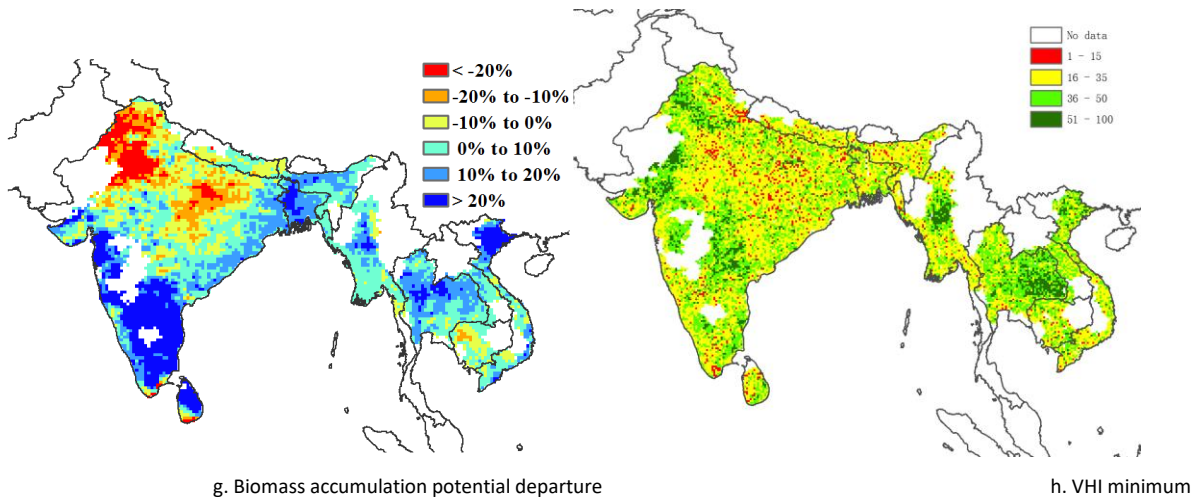 < -20%
-20% to -10%
-10% to 0%
0% to 10%
10% to 20%
> 20%
No data
1 - 15
16 - 35
36 - 50
51 - 100
g. Biomass accumulation potential departure
h. VHI minimum